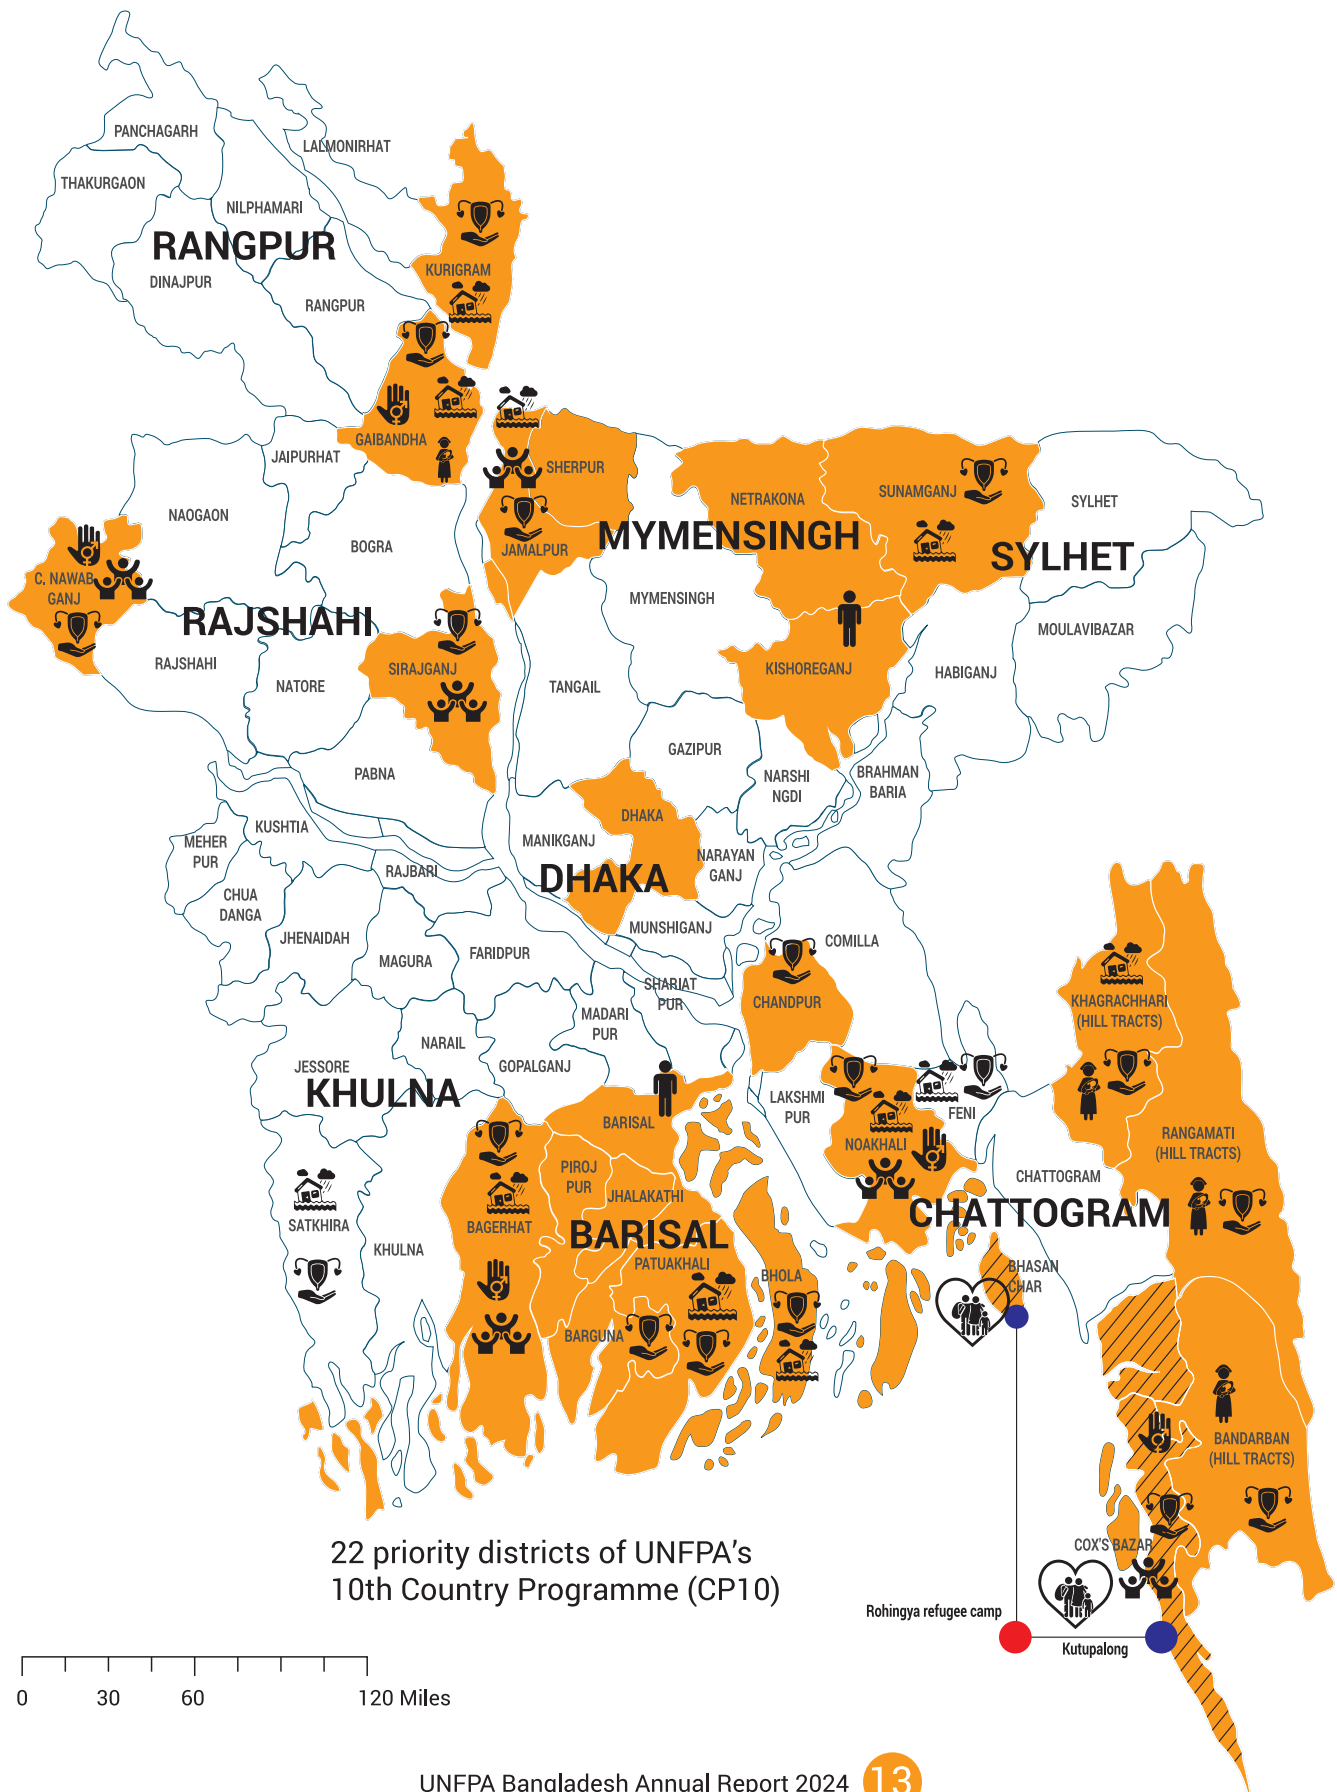 PANCHAGARH
LALMONIRHAT
THAKURGAON
NILPHAMARI
RANGPUR
KURIGRAM
DINAJPUR
RANGPUR
GAIBANDHA
JAIPURHAT
SHERPUR
NETRAKONA
SUNAMGANJ
SYLHET
NAOGAON
BOGRA
JAMALPUR
MYMENSINGH
SYLHET
C. NAWAB
GANJ
MYMENSINGH
RAJSHAHI
MOULAVIBAZAR
RAJSHAHI
SIRAJGANJ
KISHOREGANJ
HABIGANJ
NATORE
TANGAIL
GAZIPUR
PABNA
NARSHI
NGDI
BRAHMAN
BARIA
DHAKA
KUSHTIA
MEHER
PUR
MANIKGANJ
NARAYAN
GANJ
RAJBARI
DHAKA
CHUA
DANGA
MUNSHIGANJ
JHENAIDAH
COMILLA
FARIDPUR
MAGURA
SHARIAT
PUR
CHANDPUR
KHAGRACHHARI
(HILL TRACTS)
MADARI
PUR
NARAIL
JESSORE
GOPALGANJ
KHULNA
LAKSHMI
PUR
FENI
BARISAL
RANGAMATI
(HILL TRACTS)
NOAKHALI
PIROJ
PUR
CHATTOGRAM
JHALAKATHI
CHATTOGRAM
SATKHIRA
BAGERHAT
BARISAL
KHULNA
PATUAKHALI
BHOLA
BHASAN
CHAR
BARGUNA
BANDARBAN
(HILL TRACTS)
COX'S BAZAR
22 priority districts of UNFPA's
10th Country Programme (CP10)
Rohingya refugee camp
Kutupalong
0 30 60 120 Miles
UNFPA Bangladesh Annual Report 2024 13